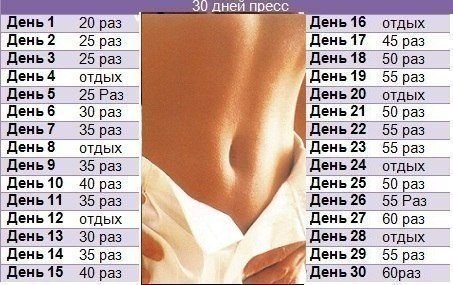 30 дней пресс
День 1 20 раз
День 2 25 раз
День 3 25 раз
День 4 отдых
День 5 25 Раз
День 6 30 раз
День 7 35 раз
День 8 отдых
День 9 35 раз
День 10 40 раз
День 11 35 раз
День 12 отдых
День 13 30 раз
День 14 35 раз
День 15 40 раз
День 16 отдых
День 17 45 раз
День 18 50 раз
День 19 55 раз
День 20 отдых
День 21 50 раз
День 22 55 раз
День 23 55 раз
День 24 отдых
День 25 50 раз
День 26 55 Раз
День 27 60 раз
День 28 отдых
День 29 55 раз
День 30 60раз